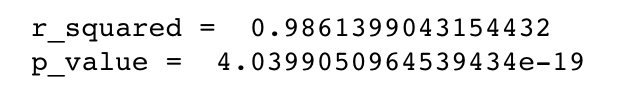 r_squared =  0.9861399043154432
p_value =  4.0399050964539434e-19